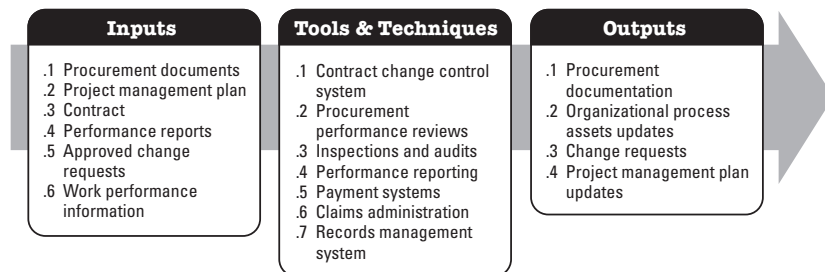 Inputs
.1 Procurement documents
.2 Project management plan
.3 Contract
.4 Performance reports
.5 Approved change
requests
.6 Work performance
information
Tools & Techniques
.1 Contract change control
system
.2 Procurement
performance reviews
.3 Inspections and audits
.4 Performance reporting
.5 Payment systems
.6 Claims administration
.7 Records management
system
Outputs
.1 Procurement
documentation
.2 Organizational process
assets updates
.3 Change requests
.4 Project management plan
updates